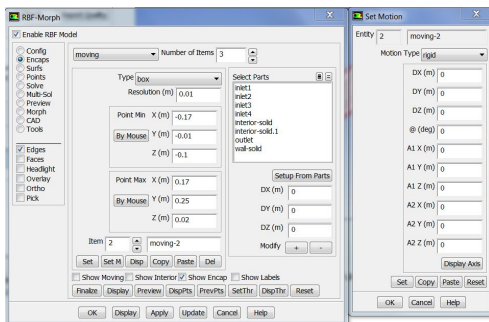 RBF-Morph
Enable RBF Model
Config
Encaps
Surfs
Points
Solve
Multi-Sol
Preview
Morph
CAD
Tools
Edges
Faces
Headlight
Overlay
Ortho
Pick
moving Number of Items 3
Type box
Resolution (m) 0.01
Point Min X (m) -0.17
By Mouse Y (m) -0.01
Z (m) -0.1
Point Max X (m) 0.17
By Mouse Y (m) 0.25
Z (m) 0.02
Item 2 moving-2
Set Set M Disp Copy Paste Del
Select Parts
inlet1
inlet2
inlet3
inlet4
interior-solid
interior-solid.1
outlet
wall-solid
Setup From Parts
DX (m) 0
DY (m) 0
DZ (m) 0
Modify + -
Show Moving Show Interior Show Encap Show Labels
Finalize Display Preview DispPts PrevPts SetThr DispThr Reset
OK Display Apply Update Cancel Help
Set Motion
Entity 2 moving-2
Motion Type rigid
DX (m) 0
DY (m) 0
DZ (m) 0
@ (deg) 0
A1 X (m) 0
A1 Y (m) 0
A1 Z (m) 0
A2 X (m) 0
A2 Y (m) 0
A2 Z (m) 0
Display Axis
Set Copy Paste Reset
OK Cancel Help